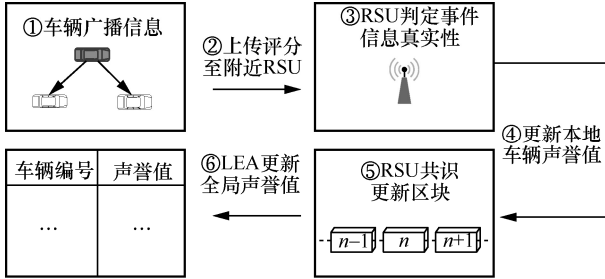 ①车辆广播信息
②上传评分
至附近RSU
③RSU判定事件
信息真实性
④更新本地
车辆声誉值
⑤RSU共识
更新区块
n−1
n
n+1
⑥LEA更新
全局声誉值
车辆编号 声誉值
… …